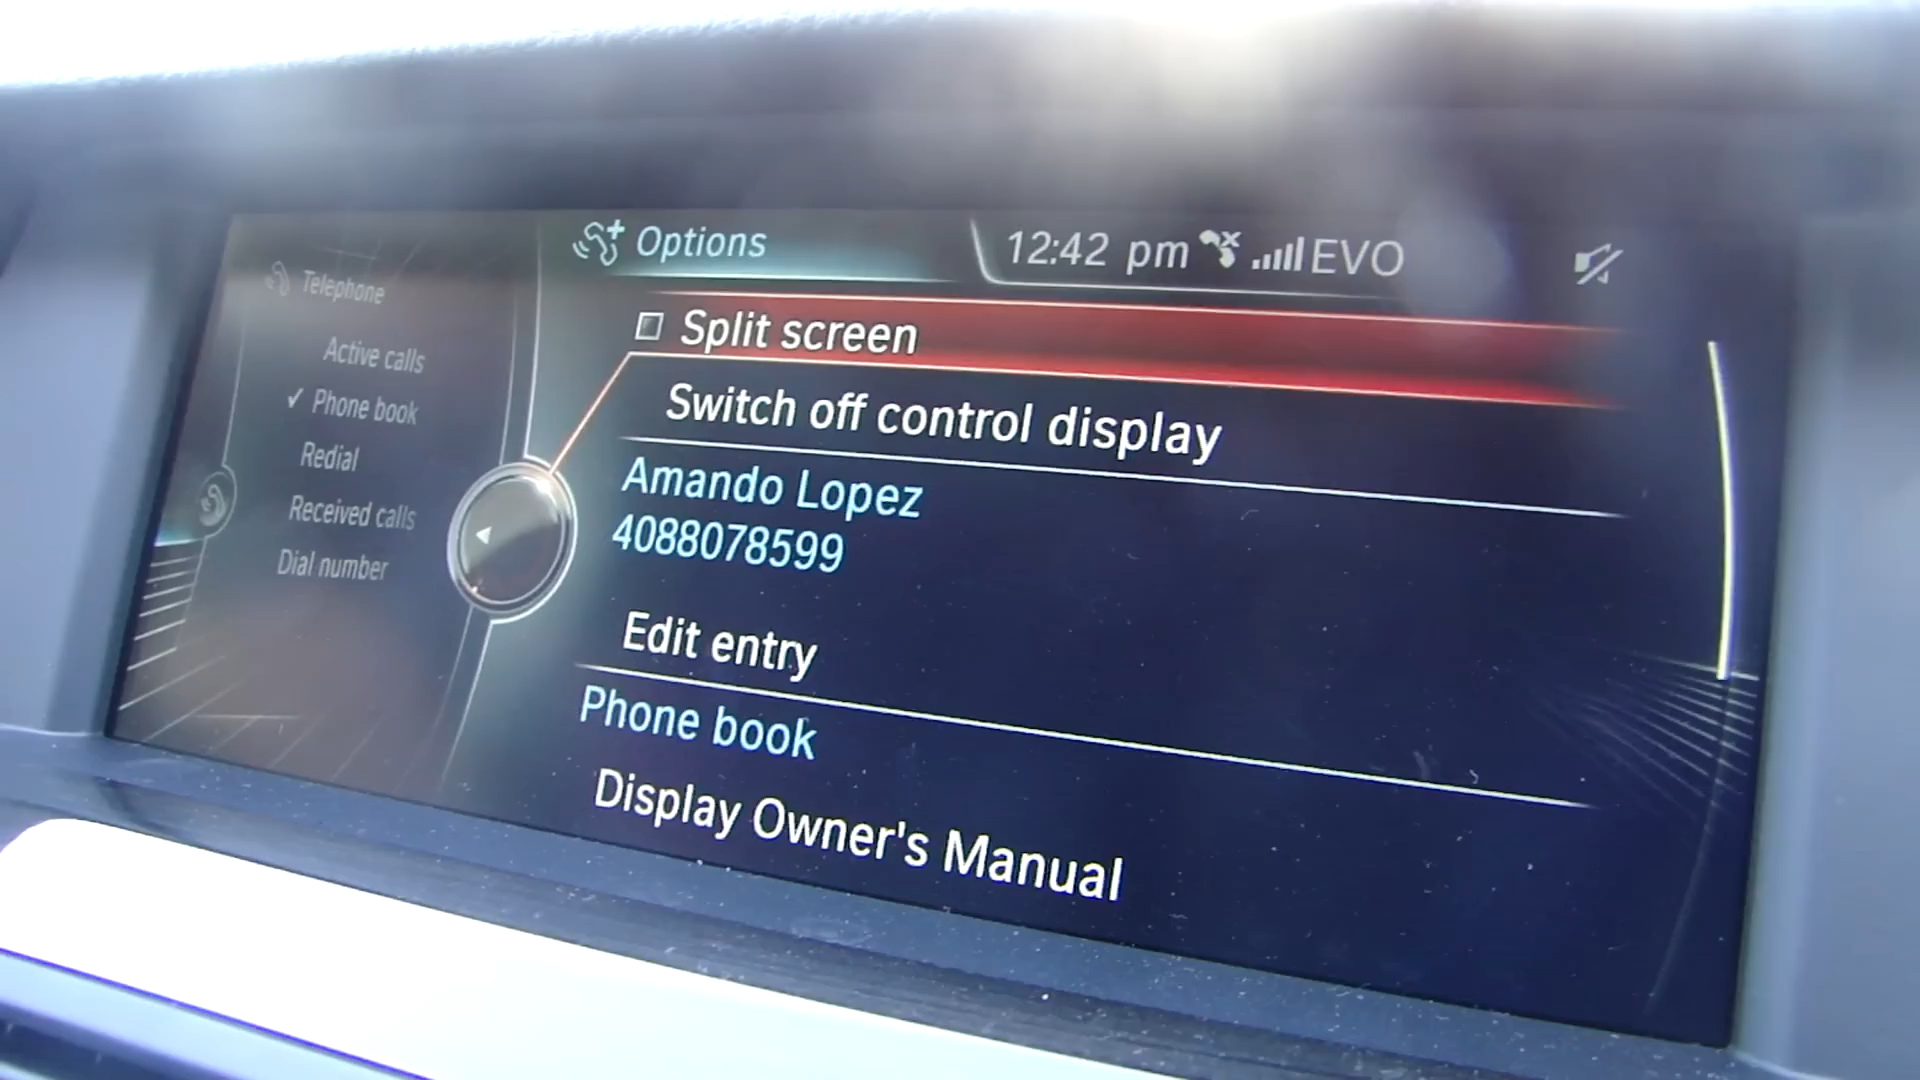 Options
12:42 pm EVO
Telephone
Active calls
✓ Phone book
Redial
Received calls
Dial number
Split screen
Switch off control display
Amando Lopez
4088078599
Edit entry
Phone book
Display Owner's Manual